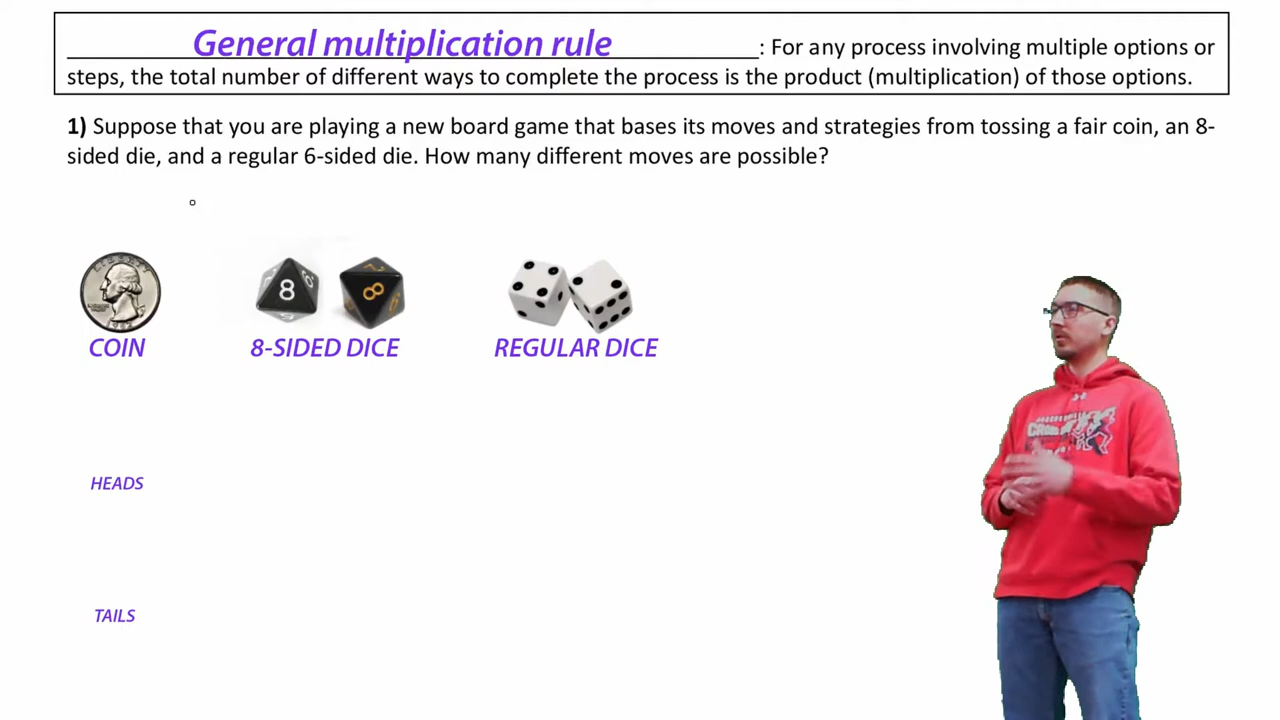 General multiplication rule : For any process involving multiple options or
steps, the total number of different ways to complete the process is the product (multiplication) of those options.
1) Suppose that you are playing a new board game that bases its moves and strategies from tossing a fair coin, an 8-
sided die, and a regular 6-sided die. How many different moves are possible?
LIBERTY
8
8
COIN
8-SIDED DICE
REGULAR DICE
HEADS
TAILS